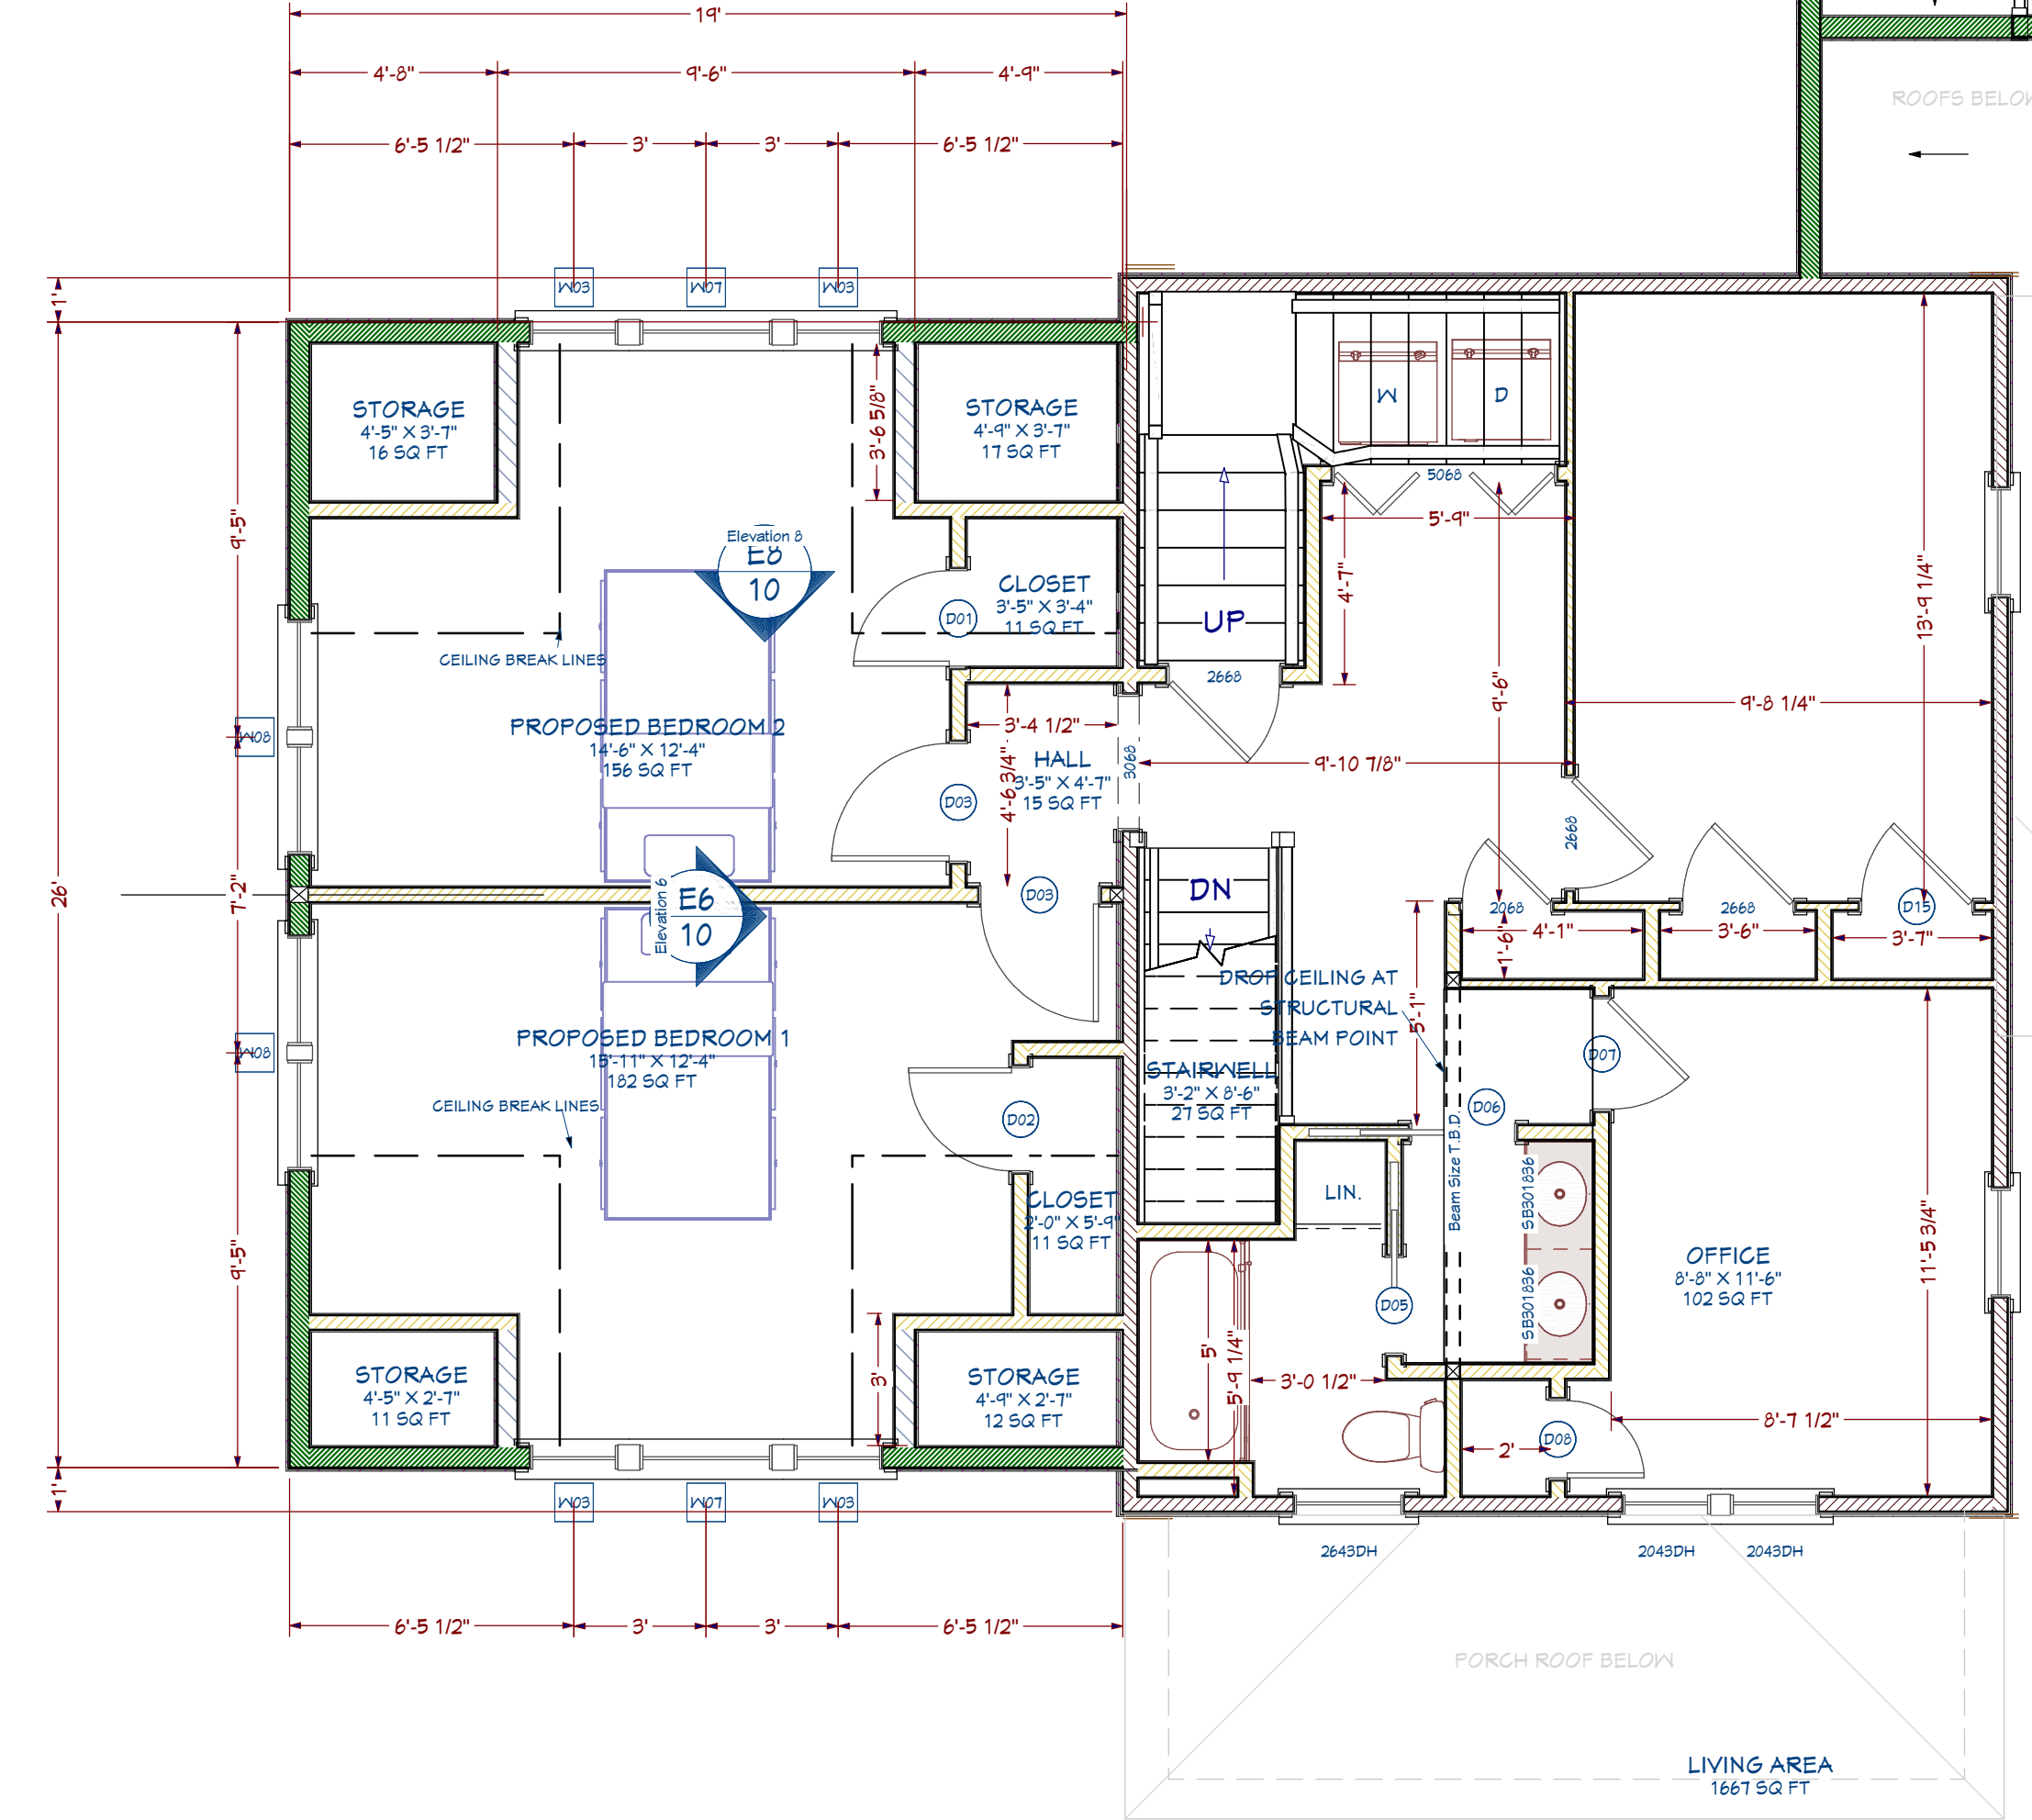 19'
4'-8"
9'-6"
4'-9"
ROOFS BELOW
6'-5 1/2"
3'
3'
6'-5 1/2"
W03
W07
W03
1'
STORAGE
4'-5" X 3'-7"
16 SQ FT
3'-6 5/8"
STORAGE
4'-9" X 3'-7"
17 SQ FT
W
D
5068
5'-9"
9'-5"
Elevation 8
E8
10
CLOSET
3'-5" X 3'-4"
11 SQ FT
D01
4'-7"
13'-9 1/4"
UP
CEILING BREAK LINES
2668
9'-6"
9'-8 1/4"
W08
PROPOSED BEDROOM 2
14'-6" X 12'-4"
156 SQ FT
3'-4 1/2"
HALL
3'-5" X 4'-7"
15 SQ FT
4'-6 3/4"
3068
9'-10 7/8"
D03
2668
26'
7'-2"
Elevation 6
E6
10
D03
DN
2068
2668
D15
4'-1"
3'-6"
3'-7"
1'-6"
DROP CEILING AT
STRUCTURAL
BEAM POINT
5'-1"
W08
PROPOSED BEDROOM 1
15'-11" X 12'-4"
182 SQ FT
D07
STAIRWELL
3'-2" X 8'-6"
27 SQ FT
CEILING BREAK LINES
D02
D06
Beam Size T.B.D.
CLOSET
2'-0" X 5'-9"
11 SQ FT
LIN.
SB301836
SB301836
9'-5"
OFFICE
8'-8" X 11'-6"
102 SQ FT
11'-5 3/4"
D05
STORAGE
4'-5" X 2'-7"
11 SQ FT
3'
STORAGE
4'-9" X 2'-7"
12 SQ FT
5'
5'-9 1/4"
3'-0 1/2"
8'-7 1/2"
D08
2'
1'
W03
W07
W03
2643DH
2043DH
2043DH
6'-5 1/2"
3'
3'
6'-5 1/2"
PORCH ROOF BELOW
LIVING AREA
1667 SQ FT